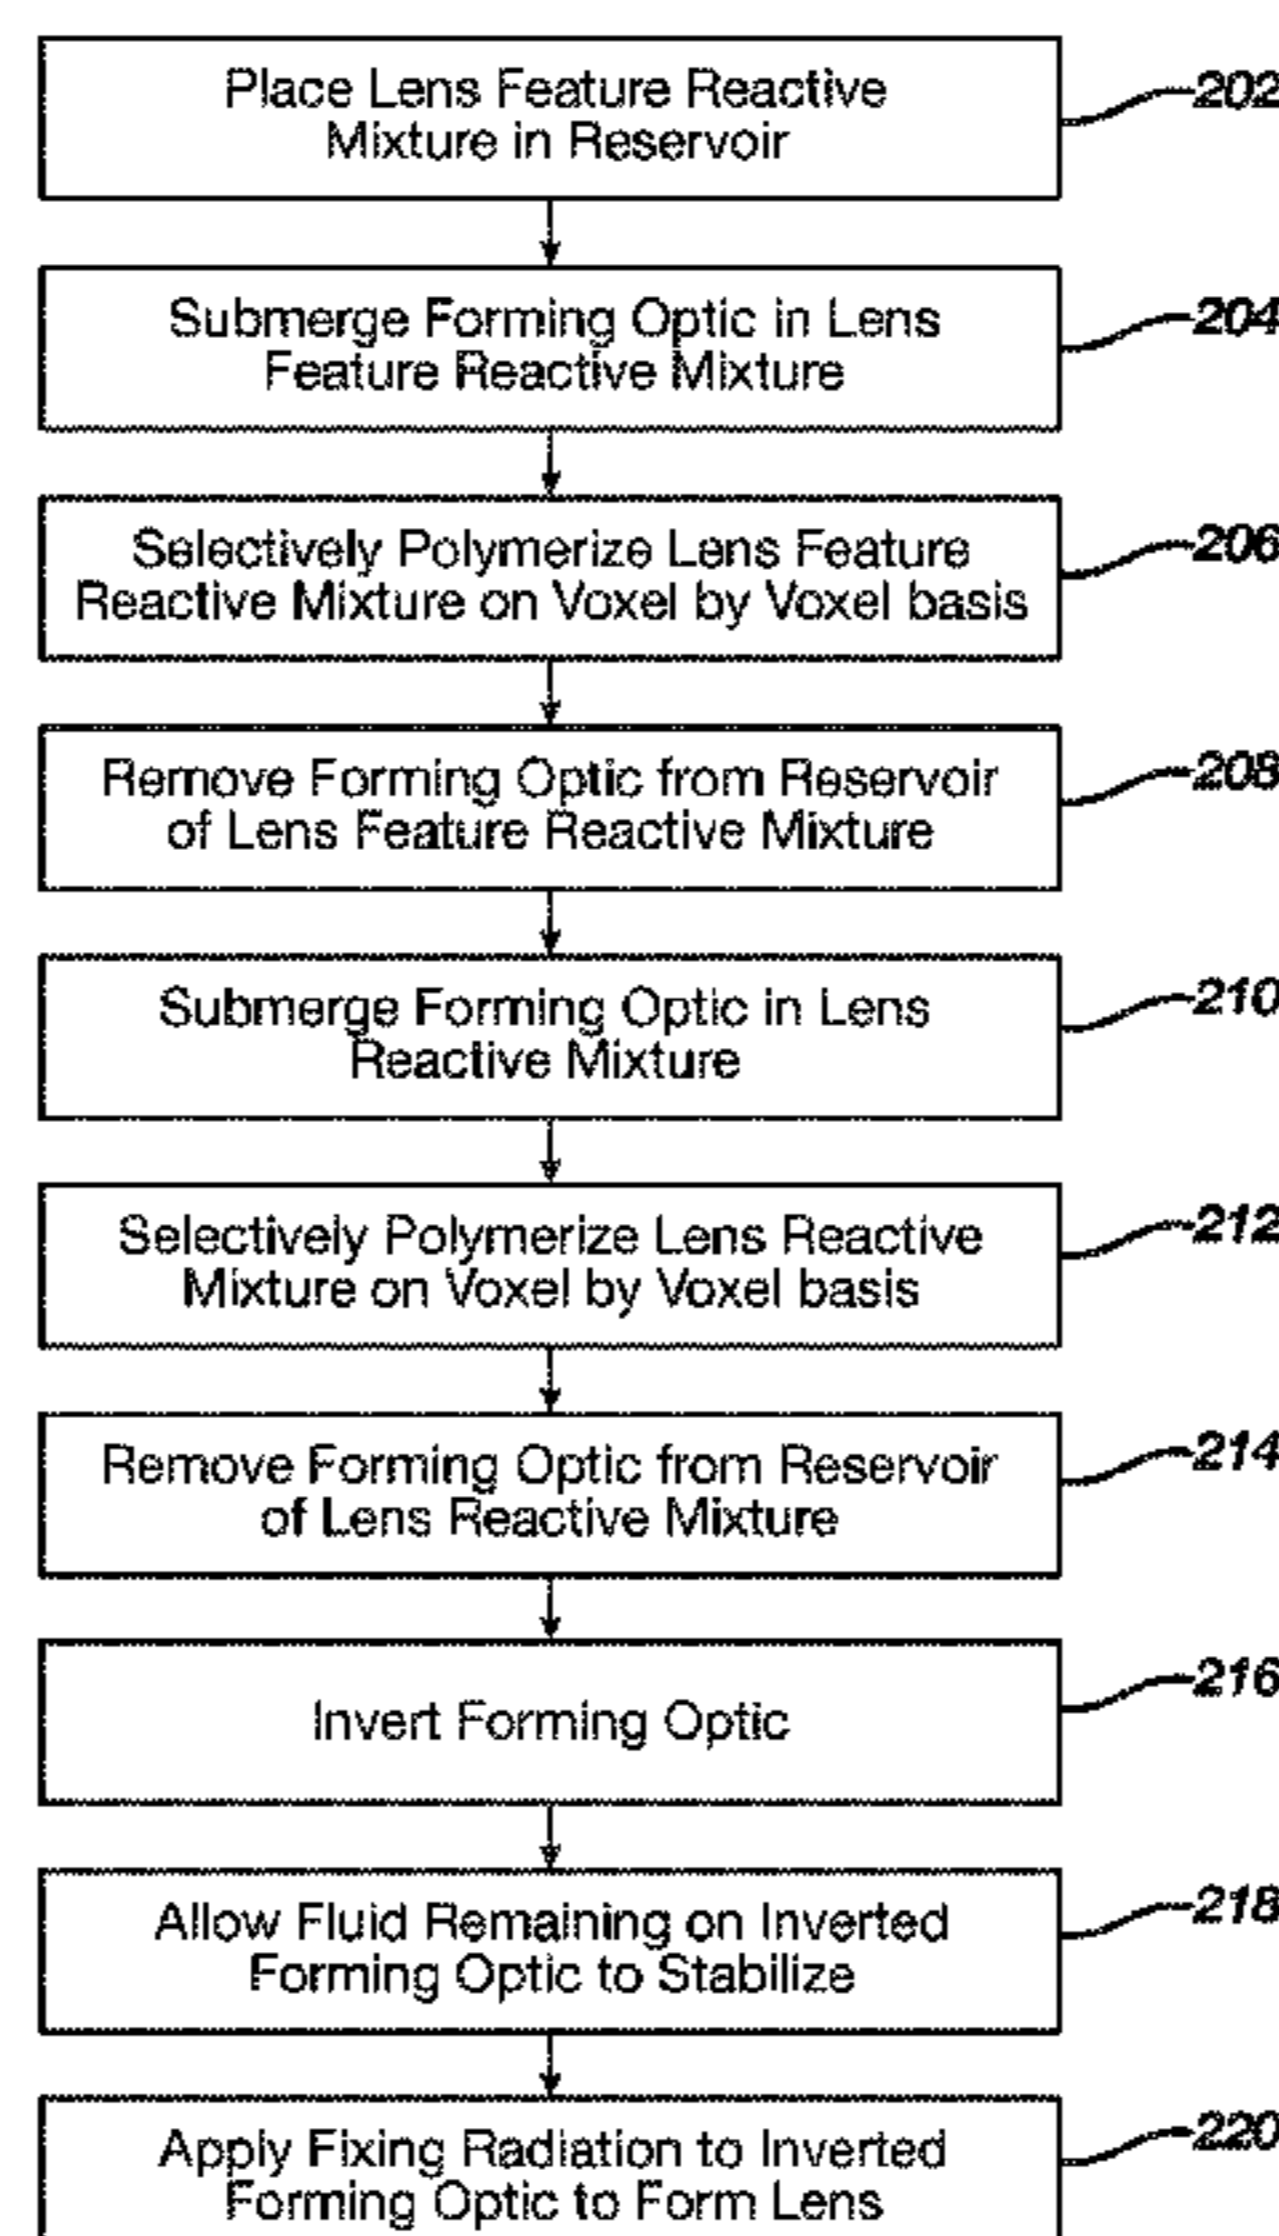 Place Lens Feature Reactive
Mixture in Reservoir
202
Submerge Forming Optic in Lens
Feature Reactive Mixture
204
Selectively Polymerize Lens Feature
Reactive Mixture on Voxel by Voxel basis
206
Remove Forming Optic from Reservoir
of Lens Feature Reactive Mixture
208
Submerge Forming Optic in Lens
Reactive Mixture
210
Selectively Polymerize Lens Reactive
Mixture on Voxel by Voxel basis
212
Remove Forming Optic from Reservoir
of Lens Reactive Mixture
214
Invert Forming Optic
216
Allow Fluid Remaining on Inverted
Forming Optic to Stabilize
218
Apply Fixing Radiation to Inverted
Forming Optic to Form Lens
220